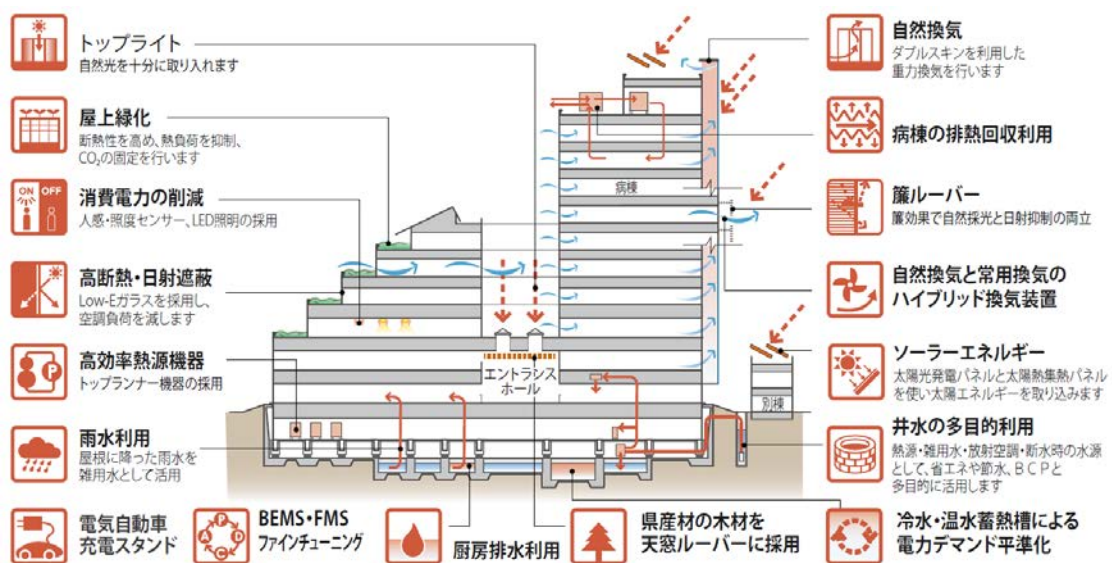 トップライト
自然光を十分に取り入れます
屋上緑化
断熱性を高め、熱負荷を抑制、
CO₂の固定を行います
ON OFF
消費電力の削減
人感・照度センサー、LED照明の採用
高断熱・日射遮蔽
Low-Eガラスを採用し、
空調負荷を減します
P
高効率熱源機器
トップランナー機器の採用
雨水利用
屋根に降った雨水を
雑用水として活用
電気自動車
充電スタンド
P
D
C
A
BEMS・FMS
ファインチューニング
厨房排水利用
県産材の木材を
天窓ルーバーに採用
病棟
エントランス
ホール
別棟
自然換気
ダブルスキンを利用した
重力換気を行います
病棟の排熱回収利用
簾ルーバー
簾効果で自然採光と日射抑制の両立
自然換気と常用換気の
ハイブリッド換気装置
ソーラーエネルギー
太陽光発電パネルと太陽熱集熱パネル
を使い太陽エネルギーを取り込みます
井水の多目的利用
熱源・雑用水・放射空調・断水時の水源
として、省エネや節水、BCPと
多目的に活用します
冷水・温水蓄熱槽による
電力デマンド平準化